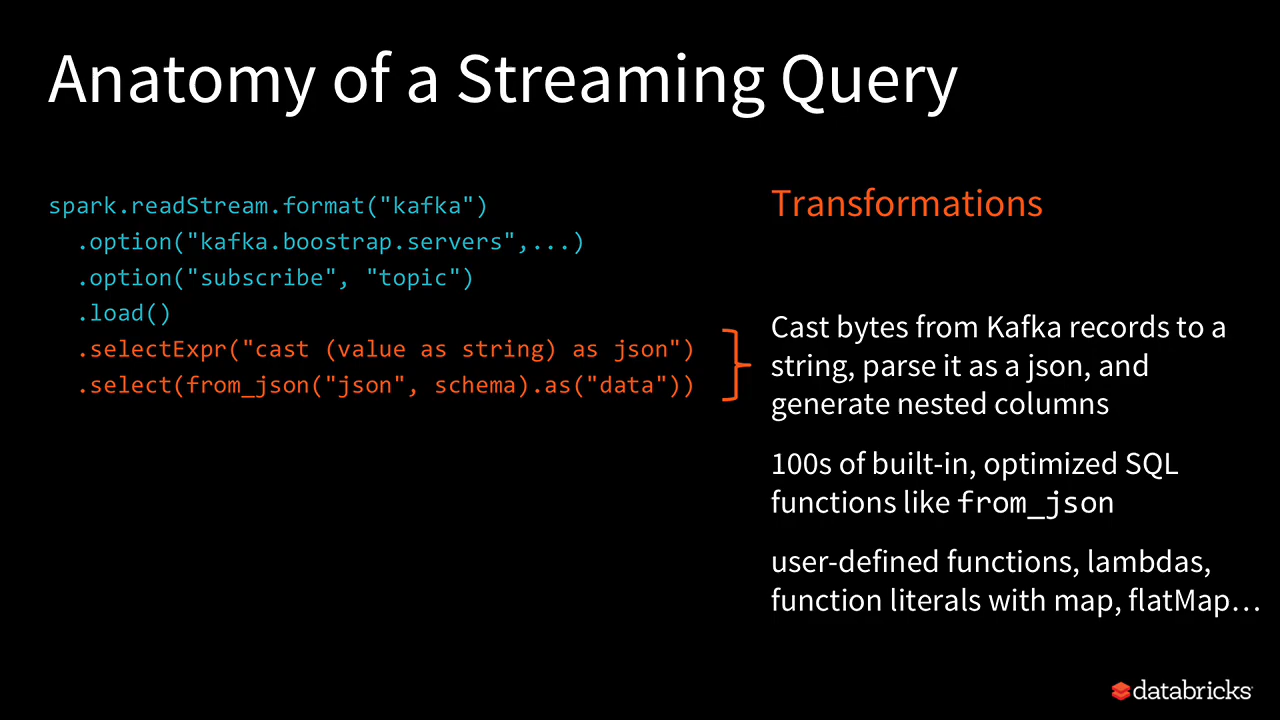 Anatomy of a Streaming Query
spark.readStream.format("kafka")
.option("kafka.boostrap.servers",...)
.option("subscribe", "topic")
.load()
.selectExpr("cast (value as string) as json")
.select(from_json("json", schema).as("data"))
Transformations
Cast bytes from Kafka records to a
string, parse it as a json, and
generate nested columns
100s of built-in, optimized SQL
functions like from_json
user-defined functions, lambdas,
function literals with map, flatMap…
databricks